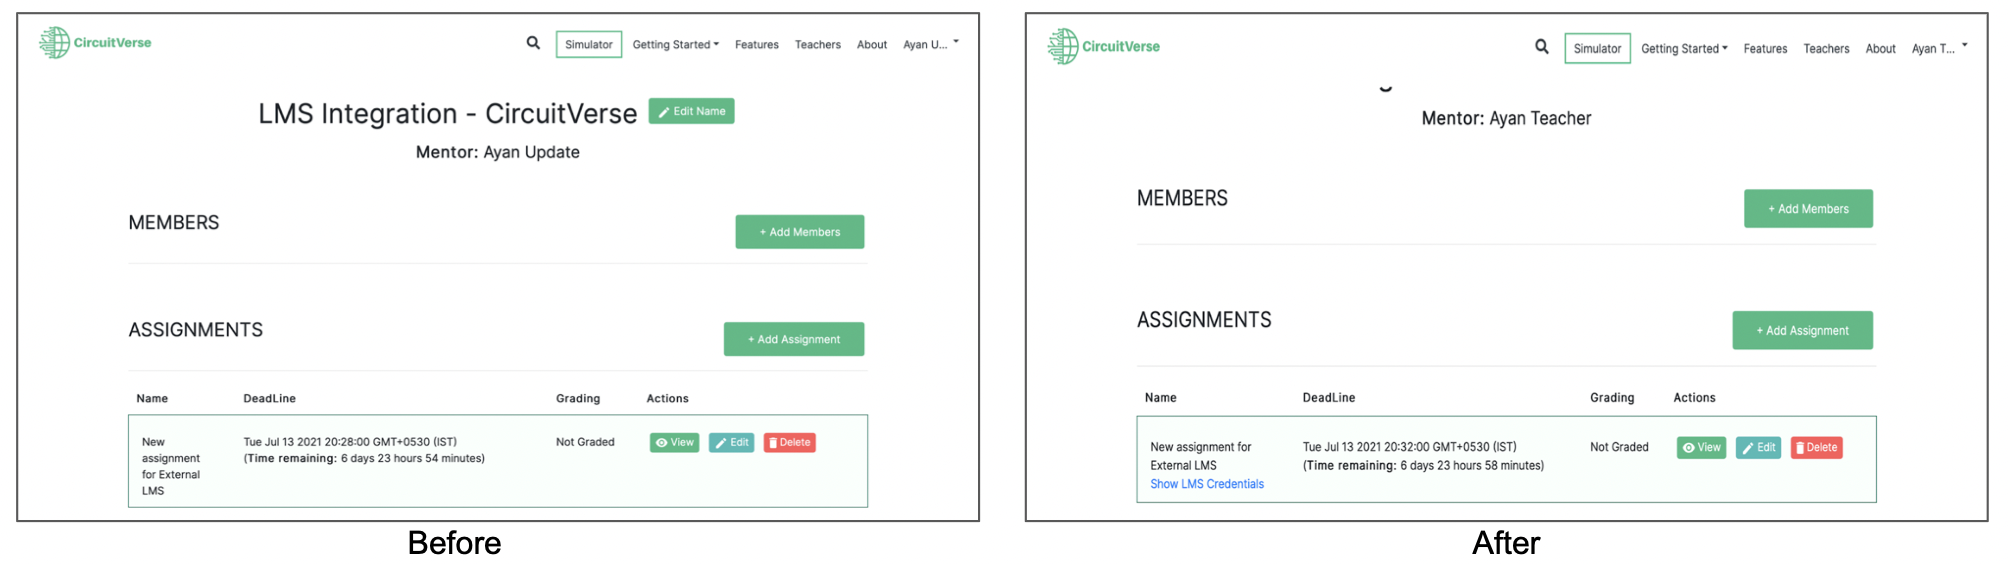 CircuitVerse
Simulator Getting Started Features Teachers About Ayan U...
LMS Integration - CircuitVerse Edit Name
Mentor: Ayan Update
MEMBERS
+ Add Members
ASSIGNMENTS
+ Add Assignment
Name DeadLine Grading Actions
New Tue Jul 13 2021 20:28:00 GMT+0530 (IST) Not Graded View Edit Delete
assignment (Time remaining: 6 days 23 hours 54 minutes)
for External
LMS
Before
CircuitVerse
Simulator Getting Started Features Teachers About Ayan T...
Mentor: Ayan Teacher
MEMBERS
+ Add Members
ASSIGNMENTS
+ Add Assignment
Name DeadLine Grading Actions
New assignment for Tue Jul 13 2021 20:32:00 GMT+0530 (IST) Not Graded View Edit Delete
External LMS (Time remaining: 6 days 23 hours 58 minutes)
Show LMS Credentials
After